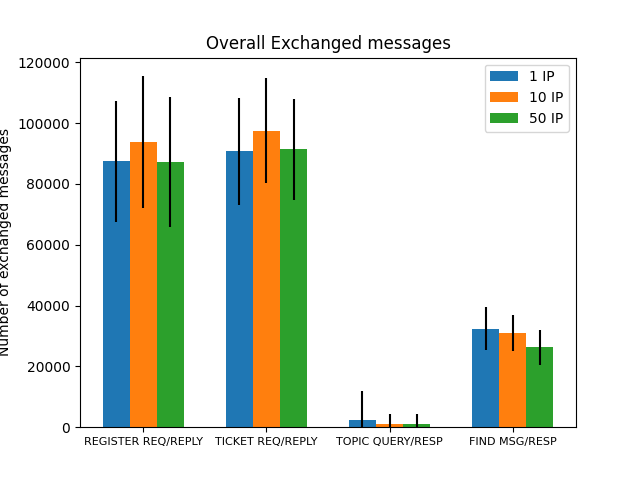 Overall Exchanged messages
Number of exchanged messages
120000
100000
80000
60000
40000
20000
0
1 IP
10 IP
50 IP
REGISTER REQ/REPLY
TICKET REQ/REPLY
TOPIC QUERY/RESP
FIND MSG/RESP